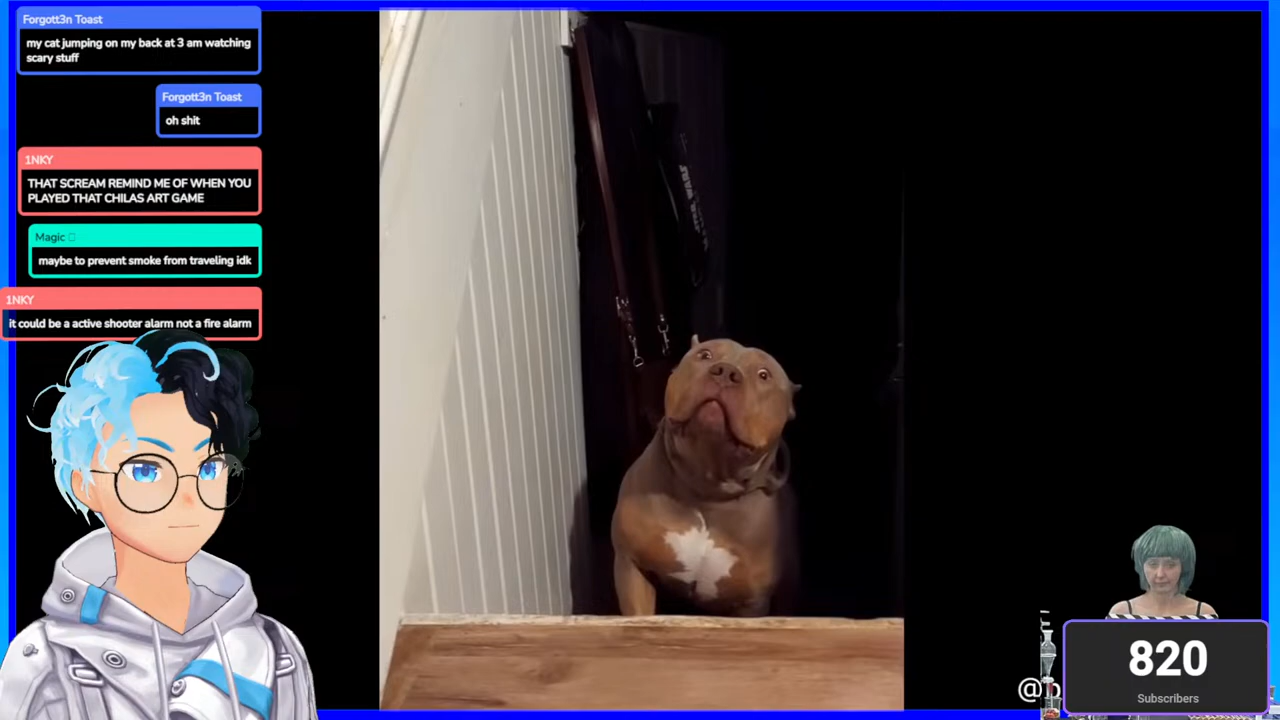 Forgott3n Toast
my cat jumping on my back at 3 am watching
scary stuff
Forgott3n Toast
oh shit
1NKY
THAT SCREAM REMIND ME OF WHEN YOU
PLAYED THAT CHILAS ART GAME
Magic
maybe to prevent smoke from traveling idk
1NKY
it could be a active shooter alarm not a fire alarm
STAR WARS
@
820
Subscribers